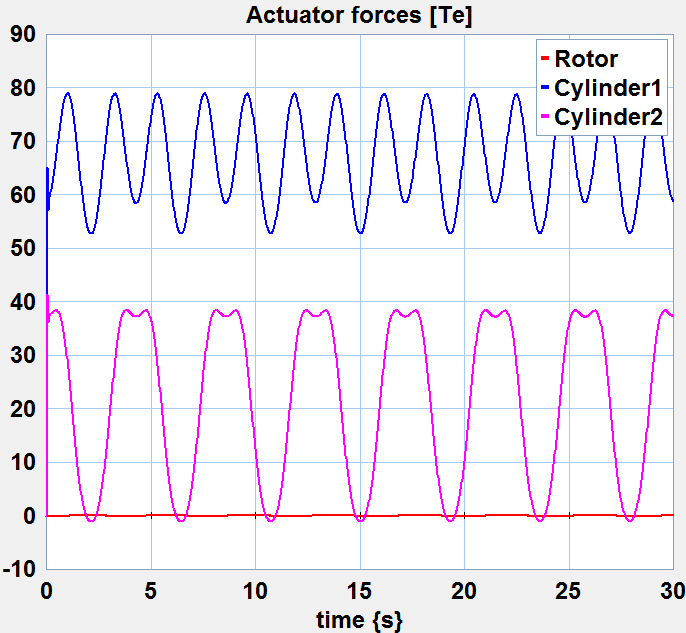 Actuator forces [Te]
90
80
70
60
50
40
30
20
10
0
-10
Rotor
Cylinder1
Cylinder2
0 5 10 15 20 25 30
time {s}